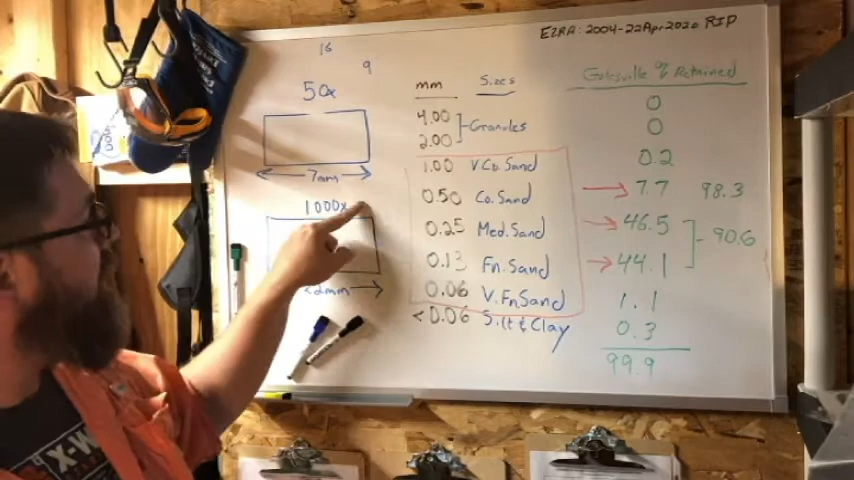 EZRA: 2004-22Apr2020 RIP
16
9
50x
7mm
1000x
<2mm
mm Sizes
4.00
2.00 Granules
1.00 V.Co.Sand
0.50 Co.Sand
0.25 Med.Sand
0.13 Fn.Sand
0.06 V.FnSand
<0.06 Silt & Clay
Galesville % Retained
0
0
0.2
7.7 98.3
46.5
90.6
44.1
1.1
0.3
99.9
X-W